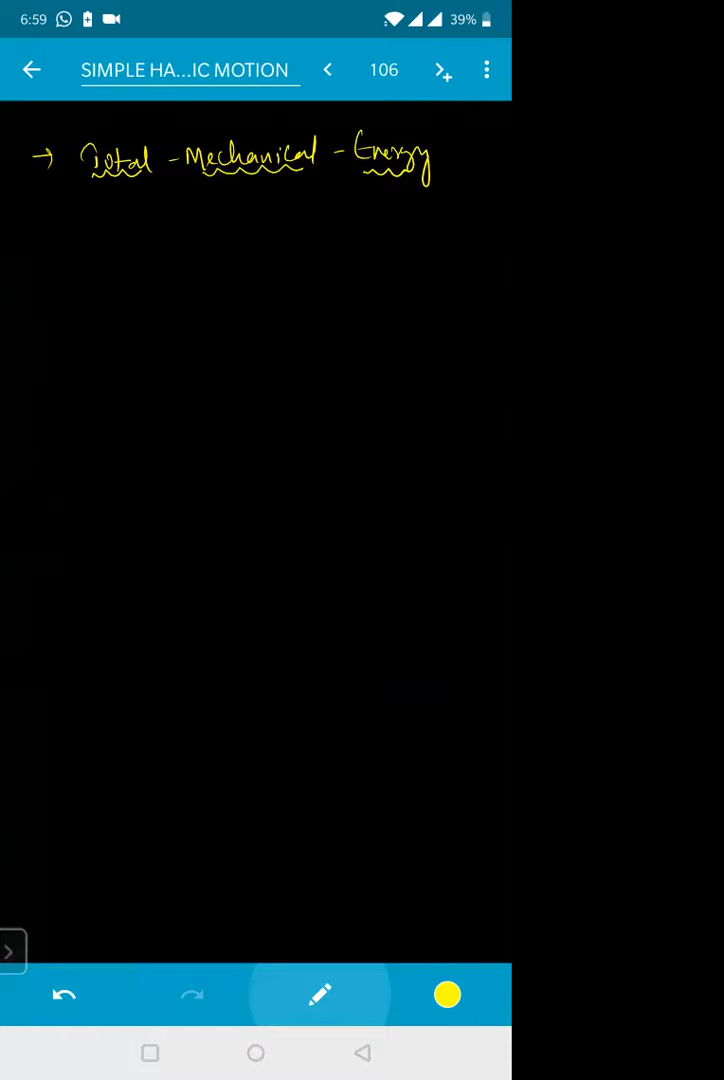 6:59 39%
SIMPLE HA...IC MOTION 106
→ Total - Mechanical - Energy